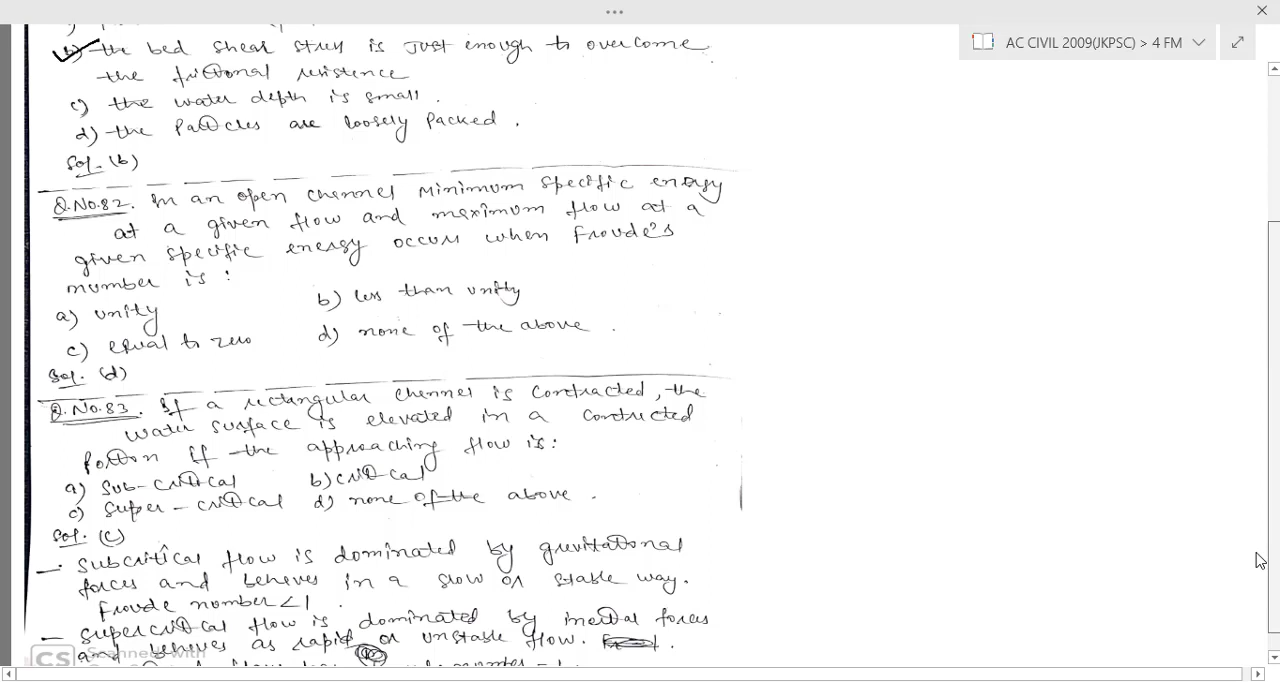 AC CIVIL 2009(JKPSC) > 4 FM
b) the bed shear stress is just enough to overcome
the frictional resistence
c) the water depth is small.
d) the particles are loosely packed.
Sol. (b)
Q.No.82. In an open channel minimum specific energy
at a given flow and maximum flow at a
given specific energy occurs when Froude's
number is:
a) unity b) less than unity
c) equal to zero d) none of the above.
Sol. (d)
Q.No.83. If a rectangular channel is contracted, the
water surface is elevated in a contracted
portion if the approaching flow is:
a) sub-critical b) critical
c) super-critical d) none of the above.
Sol. (c)
— Subcritical flow is dominated by gravitational
forces and beheves in a slow or stable way.
Froude number <1.
— supercritical flow is dominated by inertial forces
and beheves as rapid or unstable flow.
CS Scanned with